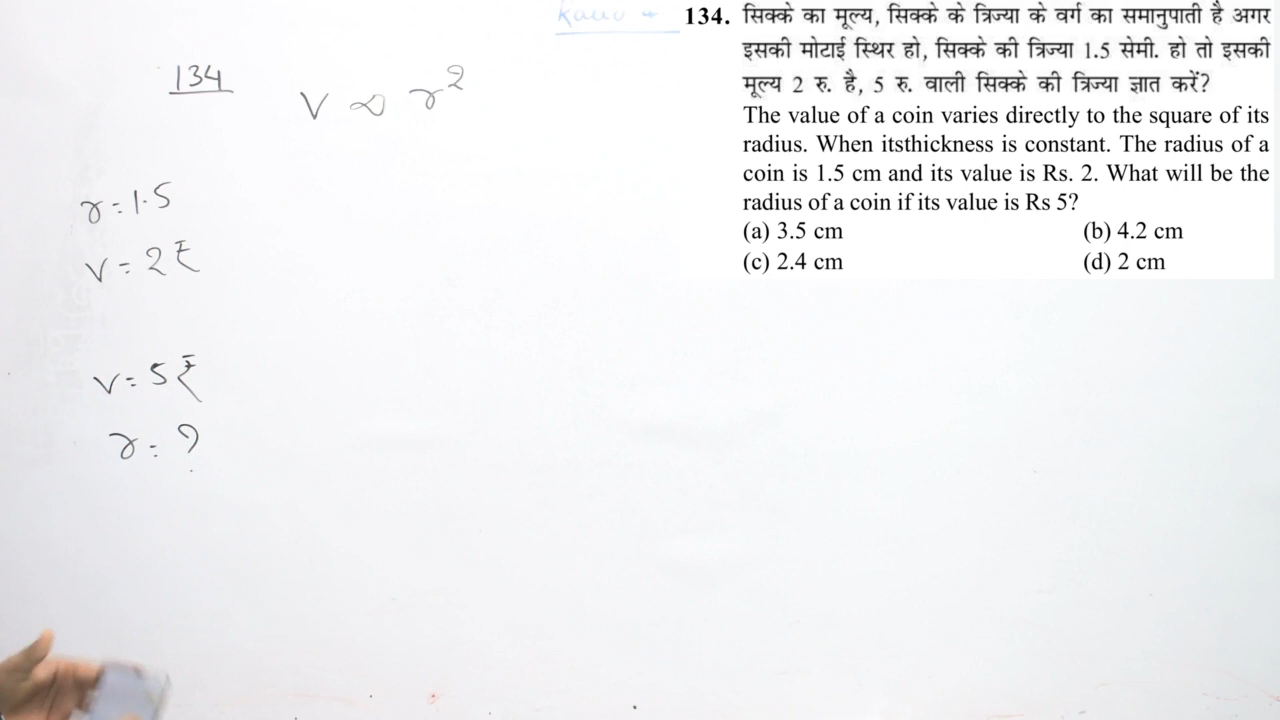 134. सिक्के का मूल्य, सिक्के के त्रिज्या के वर्ग का समानुपाती है अगर
इसकी मोटाई स्थिर हो, सिक्के की त्रिज्या 1.5 सेमी. हो तो इसकी
मूल्य 2 रु. है, 5 रु. वाली सिक्के की त्रिज्या ज्ञात करें?
The value of a coin varies directly to the square of its
radius. When itsthickness is constant. The radius of a
coin is 1.5 cm and its value is Rs. 2. What will be the
radius of a coin if its value is Rs 5?
(a) 3.5 cm (b) 4.2 cm
(c) 2.4 cm (d) 2 cm
134
V ∝ r²
r = 1.5
V = 2₹
V = 5₹
r = ?